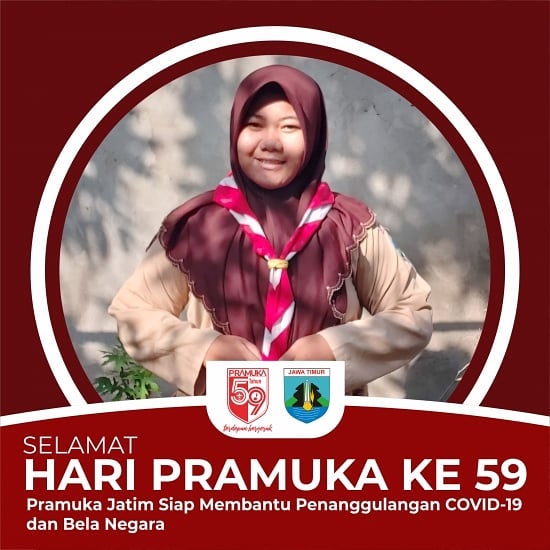 PRAMUKA
59
Tahun
JAWA TIMUR
SELAMAT
HARI PRAMUKA KE 59
Pramuka Jatim Siap Membantu Penanggulangan COVID-19
dan Bela Negara